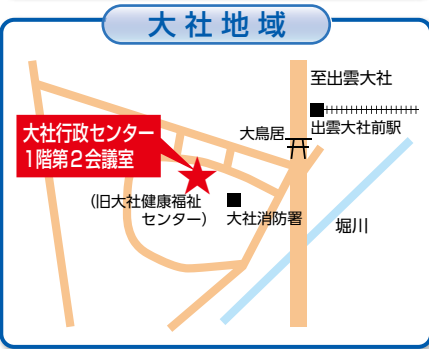 大社地域
至出雲大社
出雲大社前駅
大鳥居
大社行政センター
1階第2会議室
(旧大社健康福祉
センター)
大社消防署
堀川